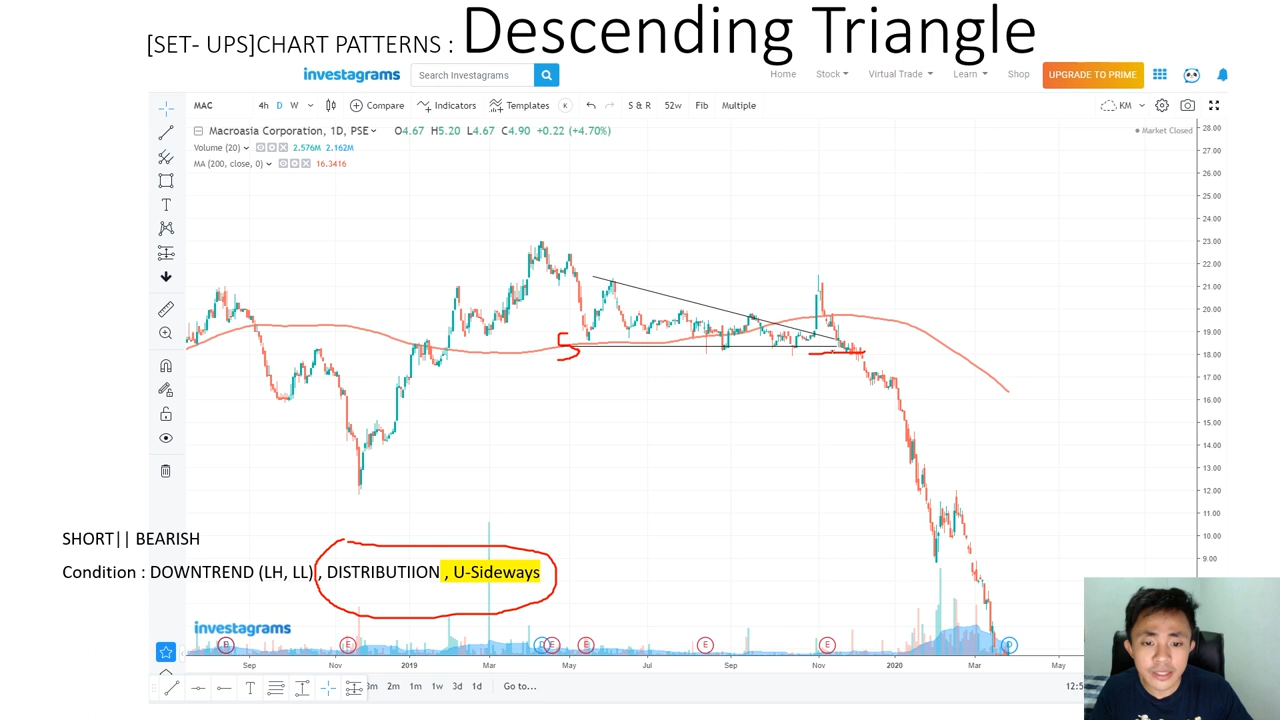 [SET- UPS]CHART PATTERNS : Descending Triangle
investagrams Search Investagrams Home Stock Virtual Trade Learn Shop UPGRADE TO PRIME
MAC 4h D W Compare Indicators Templates K S & R 52w Fib Multiple KM
Macroasia Corporation, 1D, PSE O4.67 H5.20 L4.67 C4.90 +0.22 (+4.70%) Market Closed
Volume (20) 2.576M 2.162M
MA (200, close, 0) 16.3416
28.00
27.00
26.00
25.00
24.00
23.00
22.00
21.00
20.00
19.00
18.00
17.00
16.00
15.00
14.00
13.00
12.00
11.00
10.00
9.00
SHORT|| BEARISH
Condition : DOWNTREND (LH, LL) , DISTRIBUTIION , U-Sideways
investagrams
E E E E E D
Sep Nov 2019 Mar May Jul Sep Nov 2020 Mar May
3m 2m 1m 1w 3d 1d Go to... 12:5